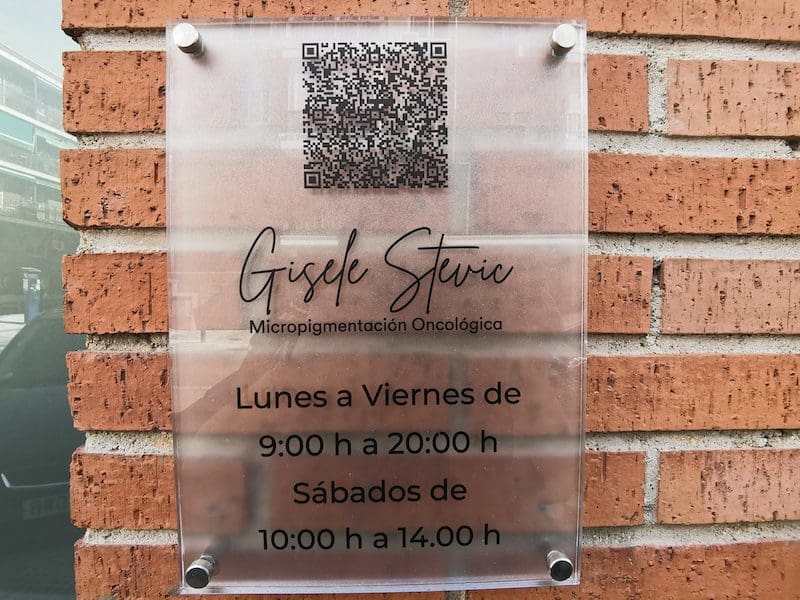 Gisele Stevic
Micropigmentación Oncológica
Lunes a Viernes de
9:00 h a 20:00 h
Sábados de
10:00 h a 14.00 h